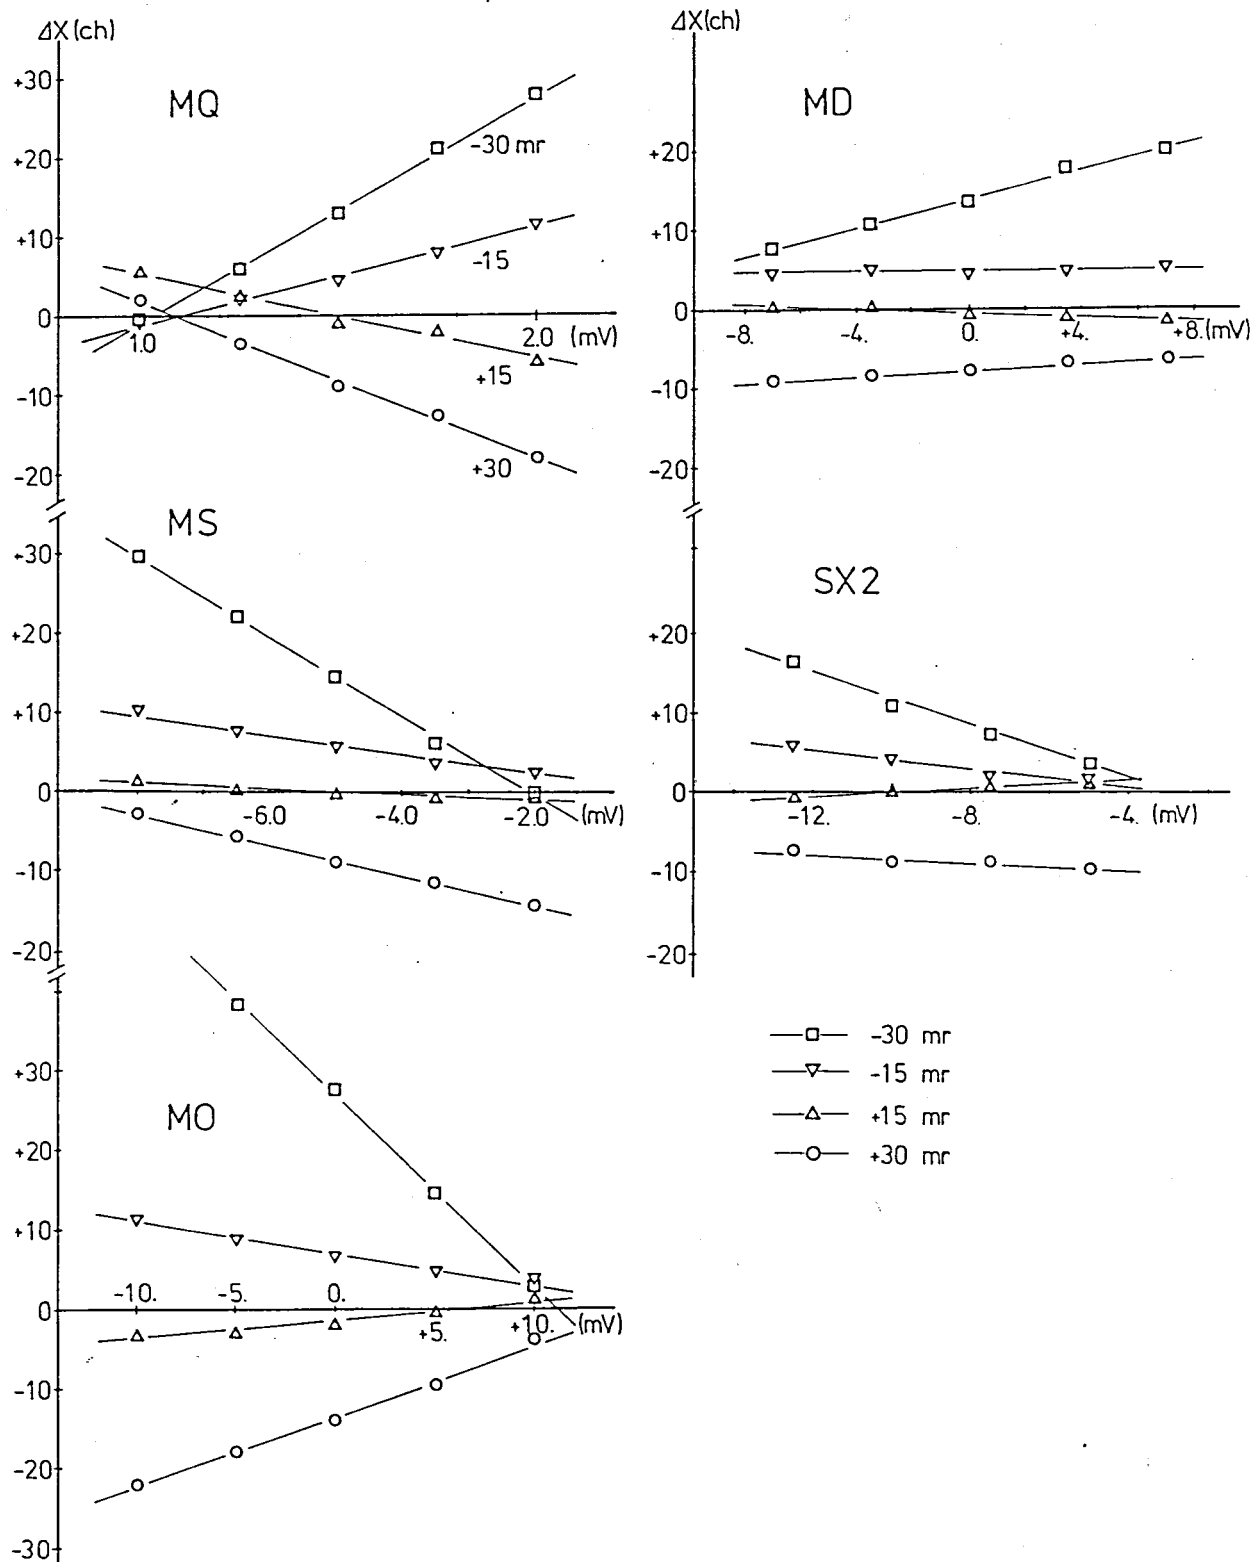 ΔX(ch)
+30
+20
+10
0
-10
-20
MQ
-30 mr
-15
+15
+30
1.0
2.0 (mV)
ΔX(ch)
+20
+10
0
-10
-20
MD
-8.
-4.
0.
+4.
+8.(mV)
MS
+30
+20
+10
0
-10
-20
-6.0
-4.0
-2.0
(mV)
SX2
+20
+10
0
-10
-20
-12.
-8.
-4. (mV)
MO
+30
+20
+10
0
-10
-20
-30
-10.
-5.
0.
+5.
+10.
(mV)
-30 mr
-15 mr
+15 mr
+30 mr